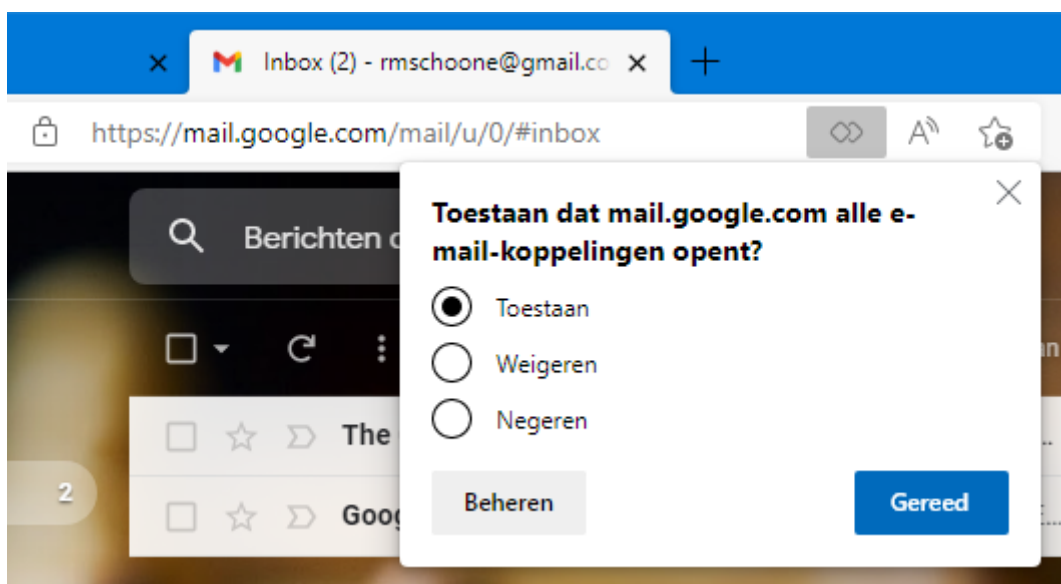 Inbox (2) - rmschoone@gmail.co
https://mail.google.com/mail/u/0/#inbox
Berichten
Toestaan dat mail.google.com alle e-
mail-koppelingen opent?
Toestaan
Weigeren
Negeren
The
2
Beheren
Gereed